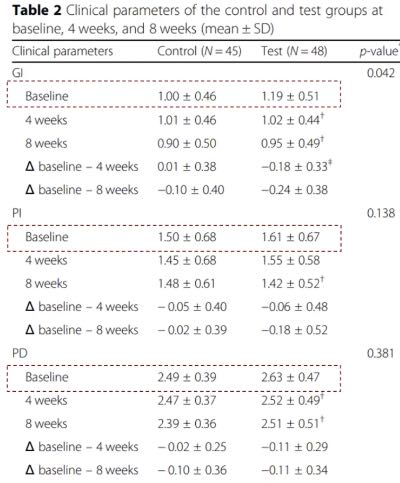 Table 2 Clinical parameters of the control and test groups at
baseline, 4 weeks, and 8 weeks (mean ± SD)
Clinical parameters Control (N = 45) Test (N = 48) p-value*
GI 0.042
Baseline 1.00 ± 0.46 1.19 ± 0.51
4 weeks 1.01 ± 0.46 1.02 ± 0.44†
8 weeks 0.90 ± 0.50 0.95 ± 0.49†
Δ baseline – 4 weeks 0.01 ± 0.38 −0.18 ± 0.33‡
Δ baseline – 8 weeks −0.10 ± 0.40 −0.24 ± 0.38
PI 0.138
Baseline 1.50 ± 0.68 1.61 ± 0.67
4 weeks 1.45 ± 0.68 1.55 ± 0.58
8 weeks 1.48 ± 0.61 1.42 ± 0.52†
Δ baseline – 4 weeks − 0.05 ± 0.40 −0.06 ± 0.48
Δ baseline – 8 weeks − 0.02 ± 0.39 −0.18 ± 0.52
PD 0.381
Baseline 2.49 ± 0.39 2.63 ± 0.47
4 weeks 2.47 ± 0.37 2.52 ± 0.49†
8 weeks 2.39 ± 0.36 2.51 ± 0.51†
Δ baseline – 4 weeks − 0.02 ± 0.25 −0.11 ± 0.29
Δ baseline – 8 weeks − 0.10 ± 0.36 −0.11 ± 0.34